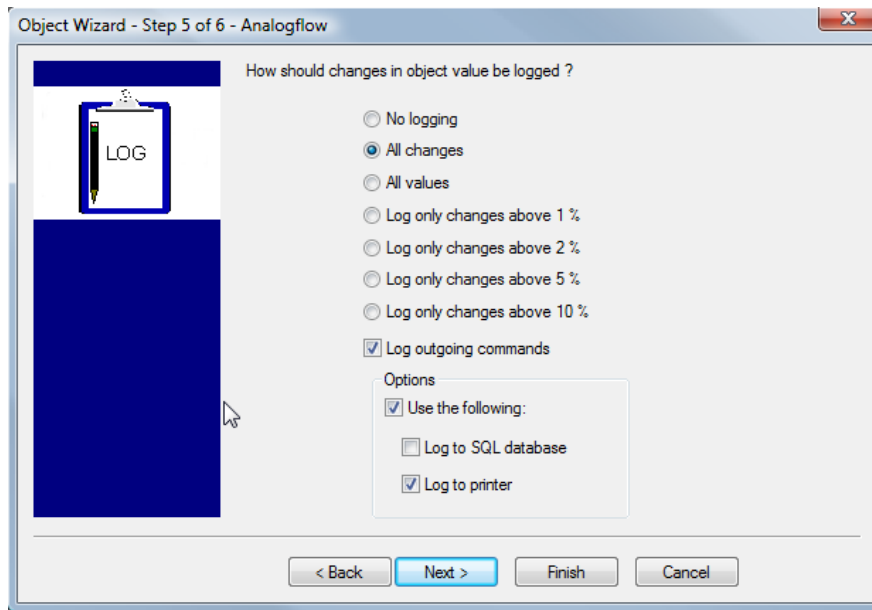 Object Wizard - Step 5 of 6 - Analogflow
How should changes in object value be logged ?
LOG
No logging
All changes
All values
Log only changes above 1 %
Log only changes above 2 %
Log only changes above 5 %
Log only changes above 10 %
Log outgoing commands
Options
Use the following:
Log to SQL database
Log to printer
< Back Next > Finish Cancel